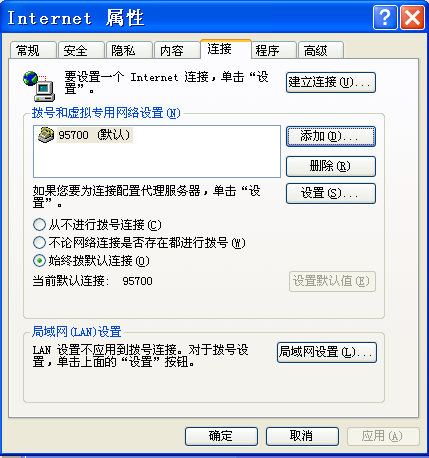 Internet 属性
常规 安全 隐私 内容 连接 程序 高级
要设置一个 Internet 连接,单击“设
置”。
建立连接(U)...
拨号和虚拟专用网络设置(N)
95700 (默认)
添加(D)...
删除(R)
如果您要为连接配置代理服务器,单击“设
置”。
设置(S)...
从不进行拨号连接(C)
不论网络连接是否存在都进行拨号(W)
始终拨默认连接(O)
当前默认连接: 95700
设置默认值(E)
局域网(LAN)设置
LAN 设置不应用到拨号连接。对于拨号设
置,单击上面的“设置”按钮。
局域网设置(L)...
确定 取消 应用(A)